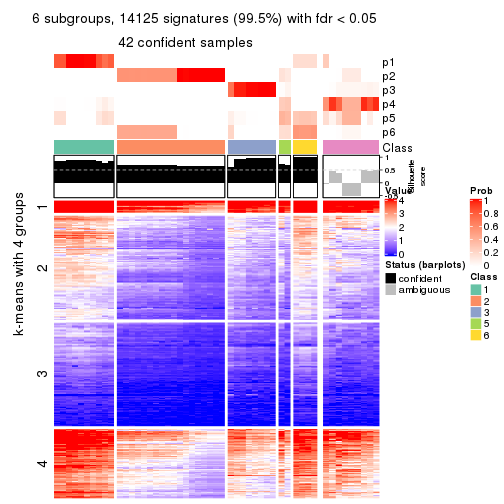 6 subgroups, 14125 signatures (99.5%) with fdr < 0.05
42 confident samples
p1
p2
p3
p4
p5
p6
Class
1
0.5
0
-0.5
Silhouette
score
k-means with 4 groups
1
2
3
4
Value
4
3
2
1
0
Status (barplots)
confident
ambiguous
Prob
1
0.8
0.6
0.4
0.2
0
Class
1
2
3
5
6